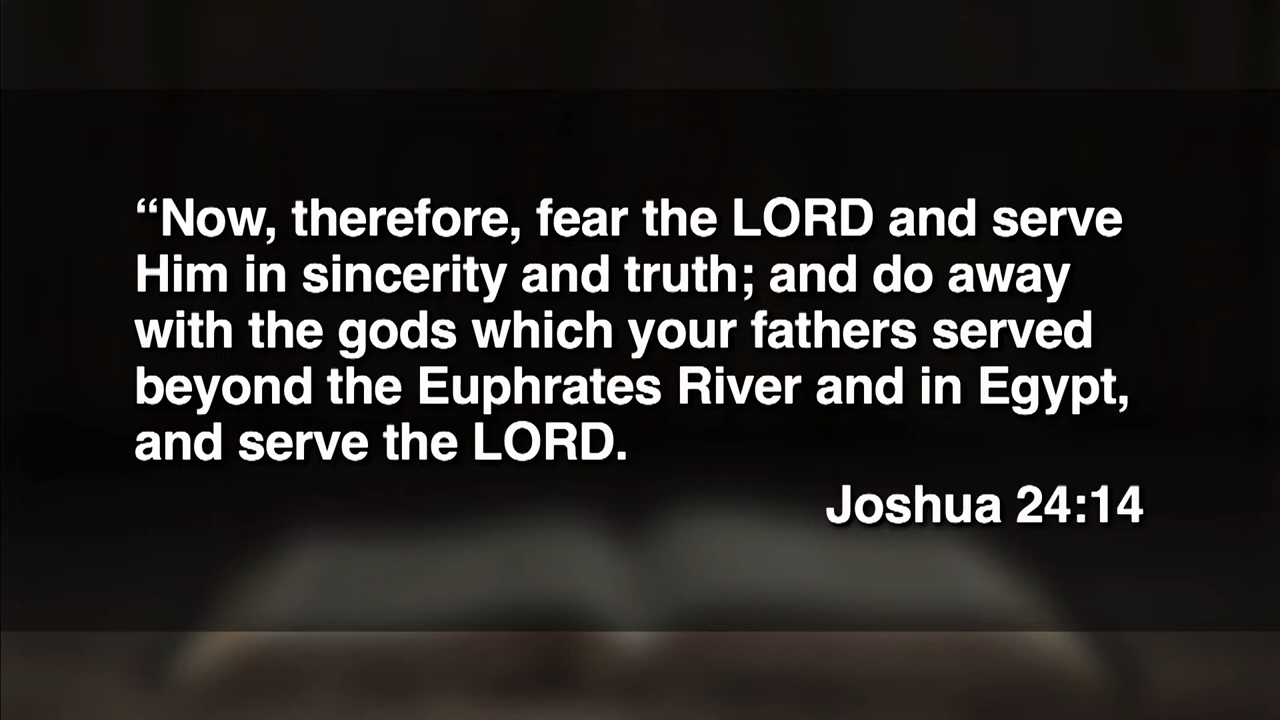 “Now, therefore, fear the LORD and serve
Him in sincerity and truth; and do away
with the gods which your fathers served
beyond the Euphrates River and in Egypt,
and serve the LORD.
Joshua 24:14